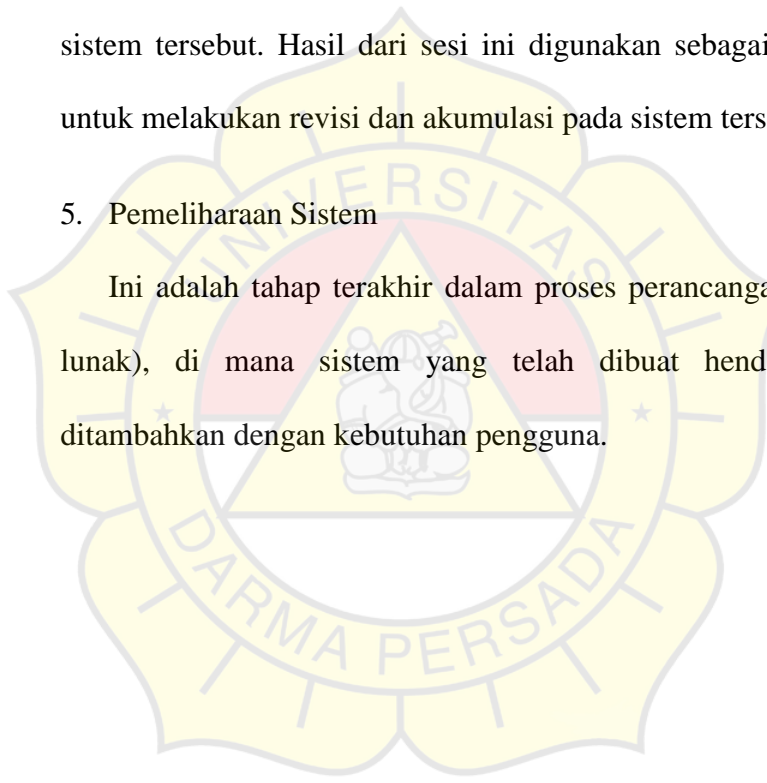 sistem tersebut. Hasil dari sesi ini digunakan sebagai
untuk melakukan revisi dan akumulasi pada sistem ters
5. Pemeliharaan Sistem
Ini adalah tahap terakhir dalam proses perancanga
lunak), di mana sistem yang telah dibuat hend
ditambahkan dengan kebutuhan pengguna.
UNIVERSITAS
DARMA PERSADA